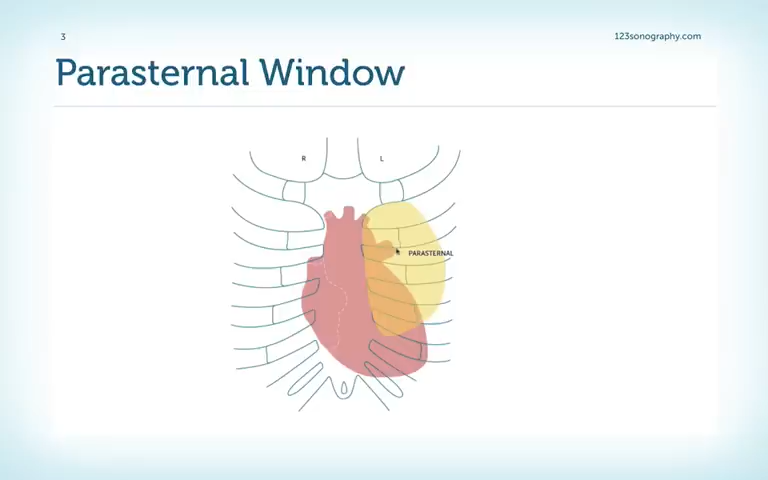 3
123sonography.com
Parasternal Window
R
L
PARASTERNAL